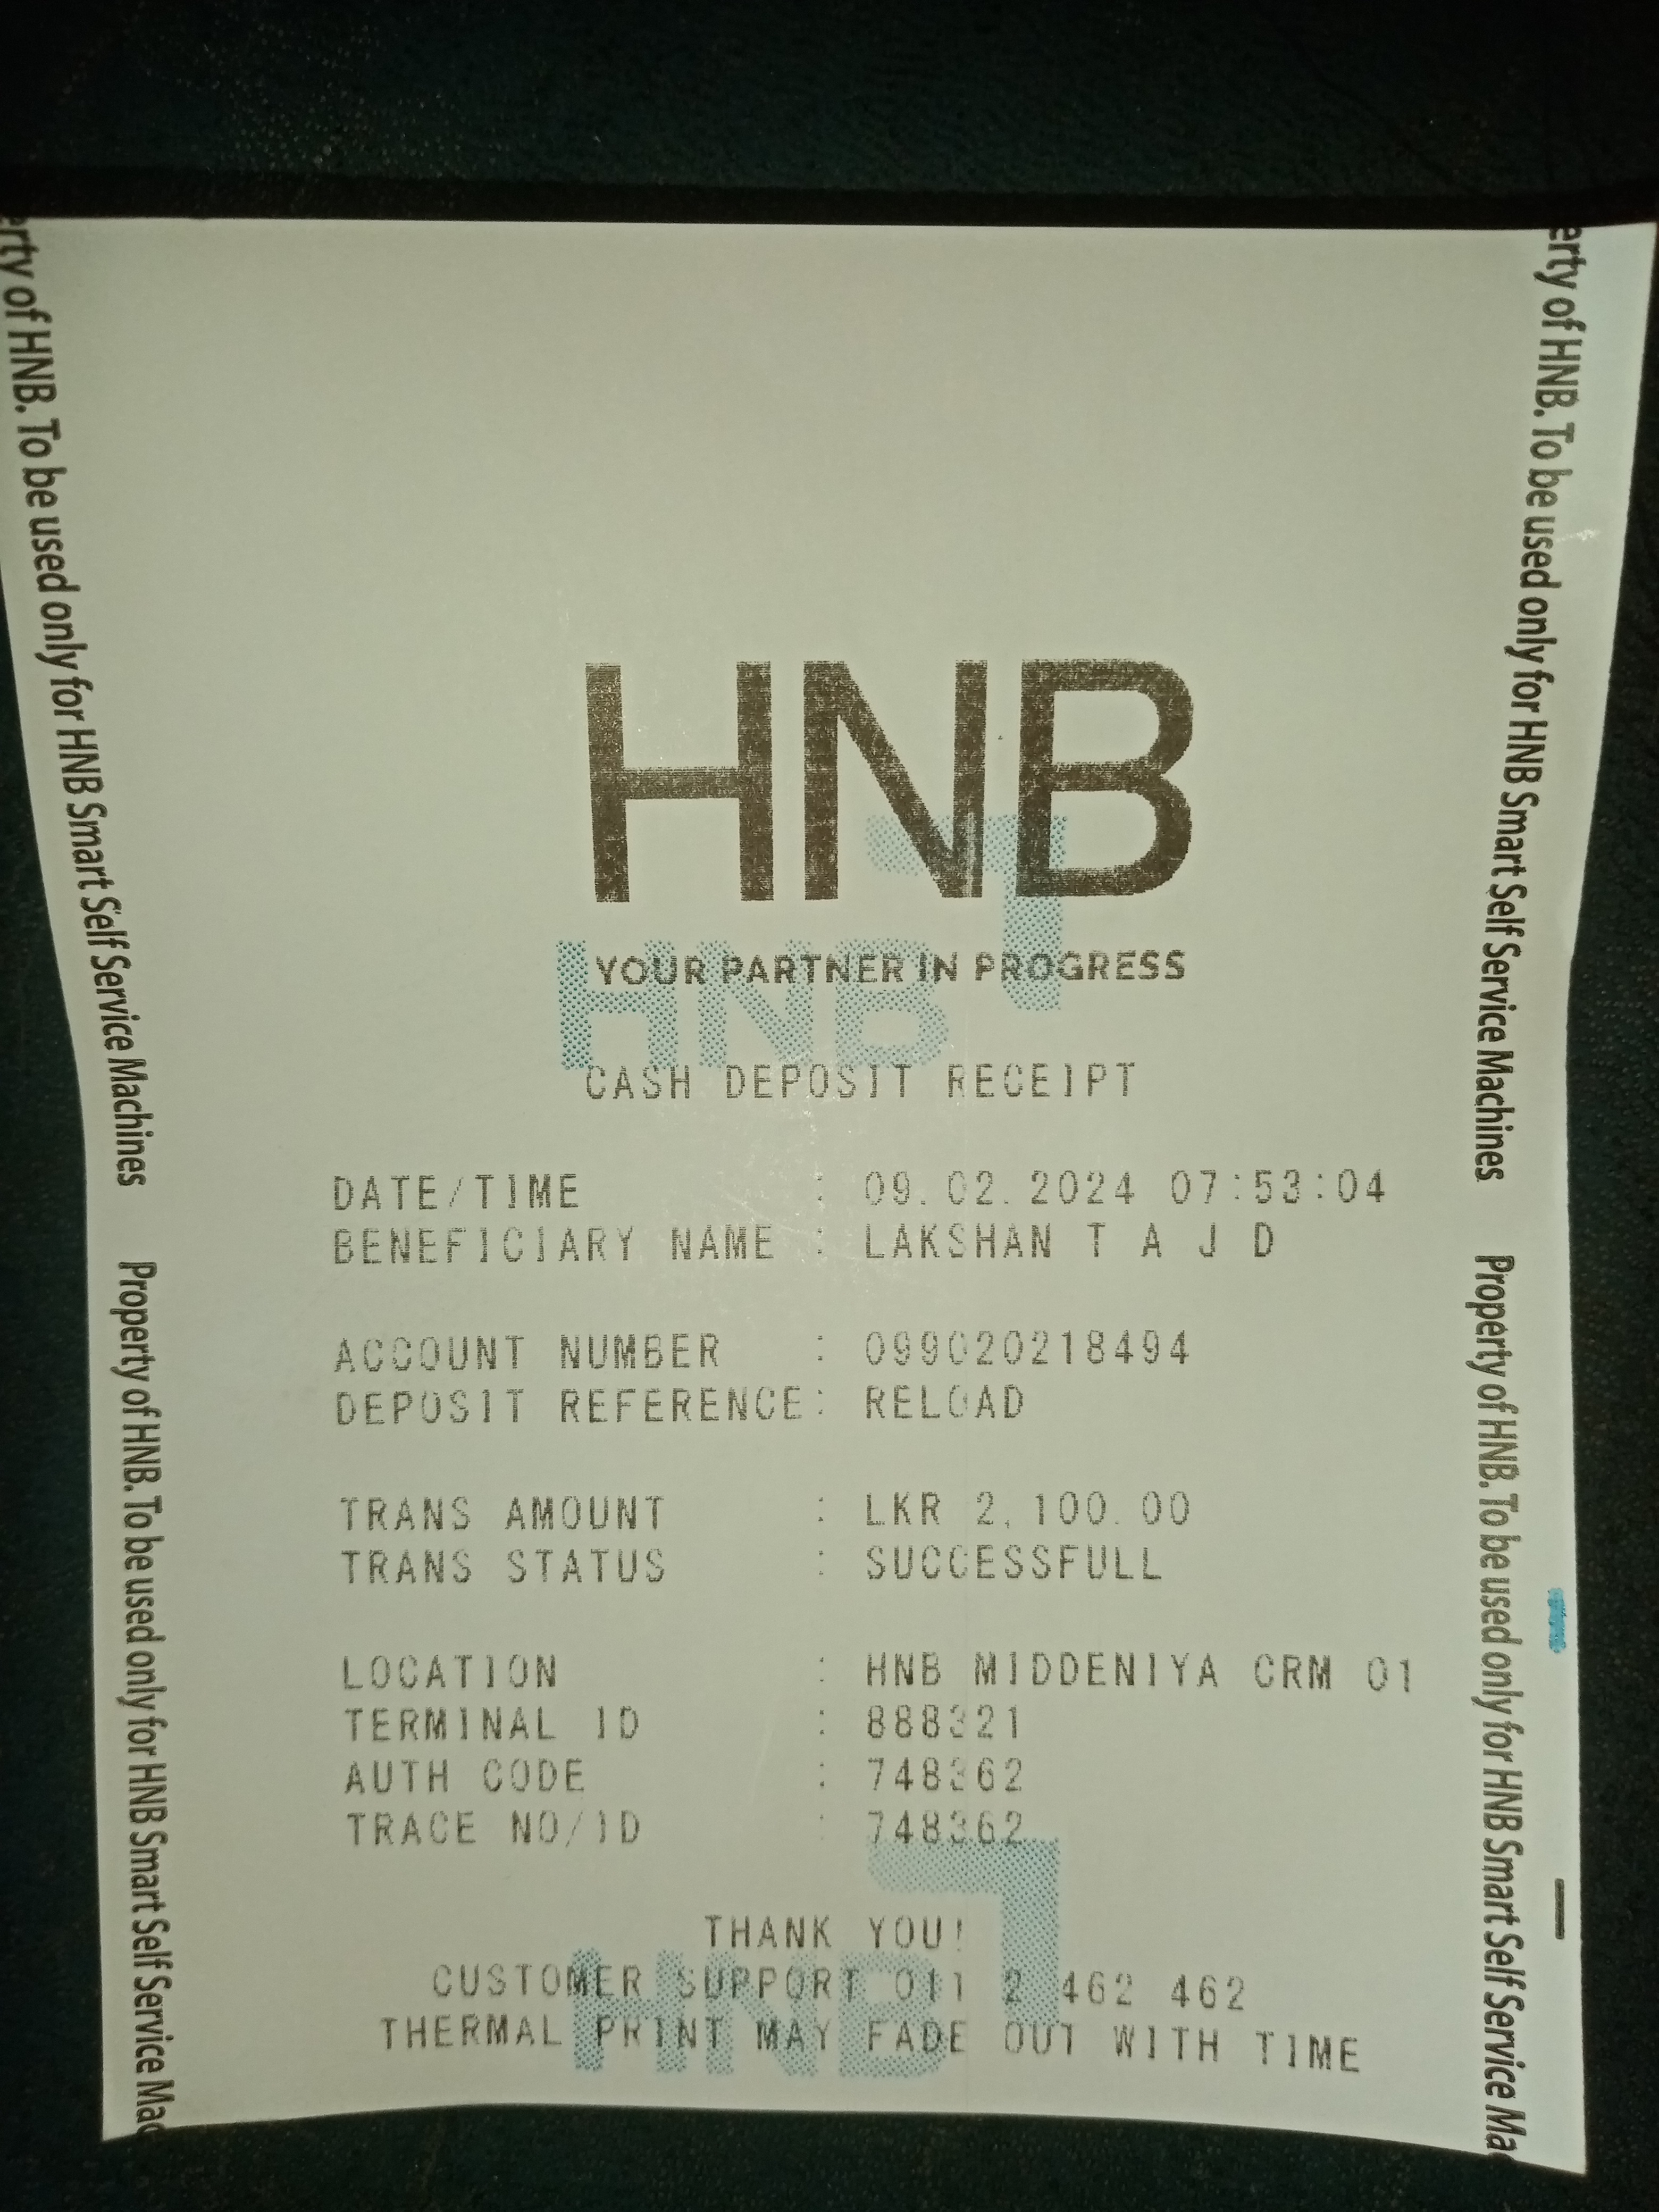 HNB
YOUR PARTNER IN PROGRESS
HNB
CASH DEPOSIT RECEIPT
DATE/TIME : 09.02.2024 07:53:04
BENEFICIARY NAME : LAKSHAN T A J D
ACCOUNT NUMBER : 099020218494
DEPOSIT REFERENCE: RELOAD
TRANS AMOUNT : LKR 2,100.00
TRANS STATUS : SUCCESSFULL
LOCATION : HNB MIDDENIYA CRM 01
TERMINAL ID : 888321
AUTH CODE : 748362
TRACE NO/ID : 748362
THANK YOU!
CUSTOMER SUPPORT 011 2 462 462
THERMAL PRINT MAY FADE OUT WITH TIME
HNB
erty of HNB. To be used only for HNB Smart Self Service Machines
Property of HNB. To be used only for HNB Smart Self Service Mac
erty of HNB. To be used only for HNB Smart Self Service Machines
Property of HNB. To be used only for HNB Smart Self Service Ma